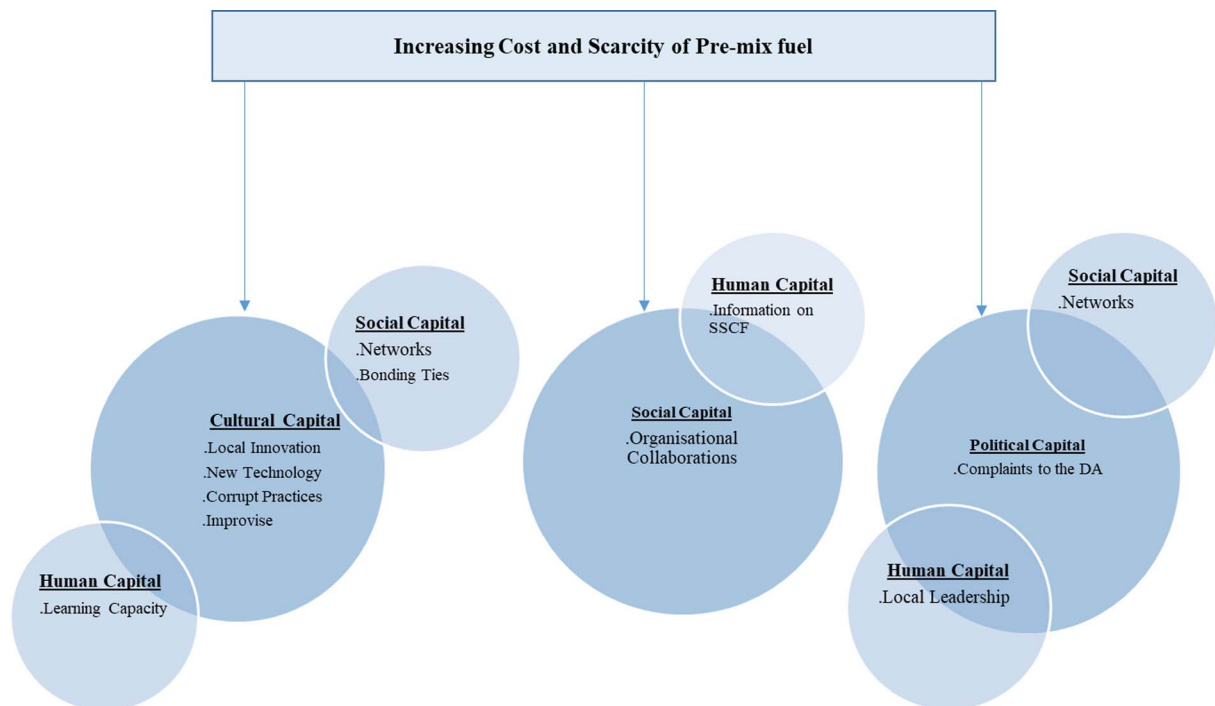 Increasing Cost and Scarcity of Pre-mix fuel
Social Capital
.Networks
.Bonding Ties
Cultural Capital
.Local Innovation
.New Technology
.Corrupt Practices
.Improvise
Human Capital
.Learning Capacity
Human Capital
.Information on
SSCF
Social Capital
.Organisational
Collaborations
Social Capital
.Networks
Political Capital
.Complaints to the DA
Human Capital
.Local Leadership